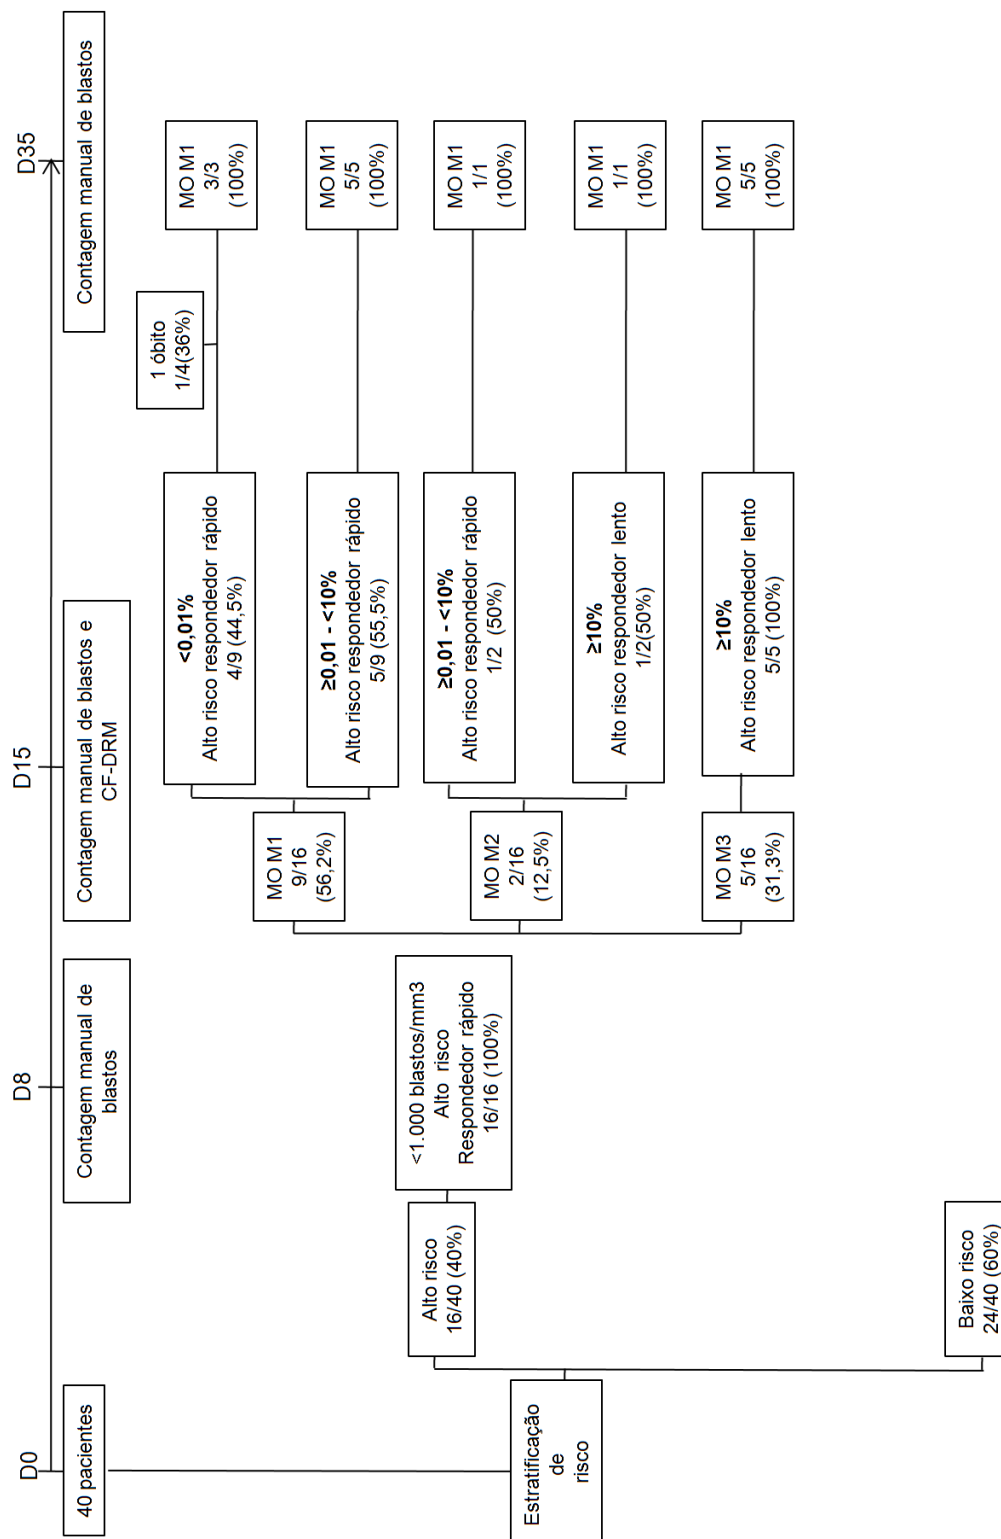 D0
D8
D15
D35
40 pacientes
Contagem manual de
blastos
Contagem manual de blastos e
CF-DRM
Contagem manual de blastos
Estratificação
de
risco
Alto risco
16/40 (40%)
Baixo risco
24/40 (60%)
<1.000 blastos/mm3
Alto risco
Respondedor rápido
16/16 (100%)
MO M1
9/16
(56,2%)
MO M2
2/16
(12,5%)
MO M3
5/16
(31,3%)
<0,01%
Alto risco respondedor rápido
4/9 (44,5%)
≥0,01 - <10%
Alto risco respondedor rápido
5/9 (55,5%)
≥0,01 - <10%
Alto risco respondedor rápido
1/2 (50%)
≥10%
Alto risco respondedor lento
1/2(50%)
≥10%
Alto risco respondedor lento
5/5 (100%)
1 óbito
1/4(36%)
MO M1
3/3
(100%)
MO M1
5/5
(100%)
MO M1
1/1
(100%)
MO M1
1/1
(100%)
MO M1
5/5
(100%)